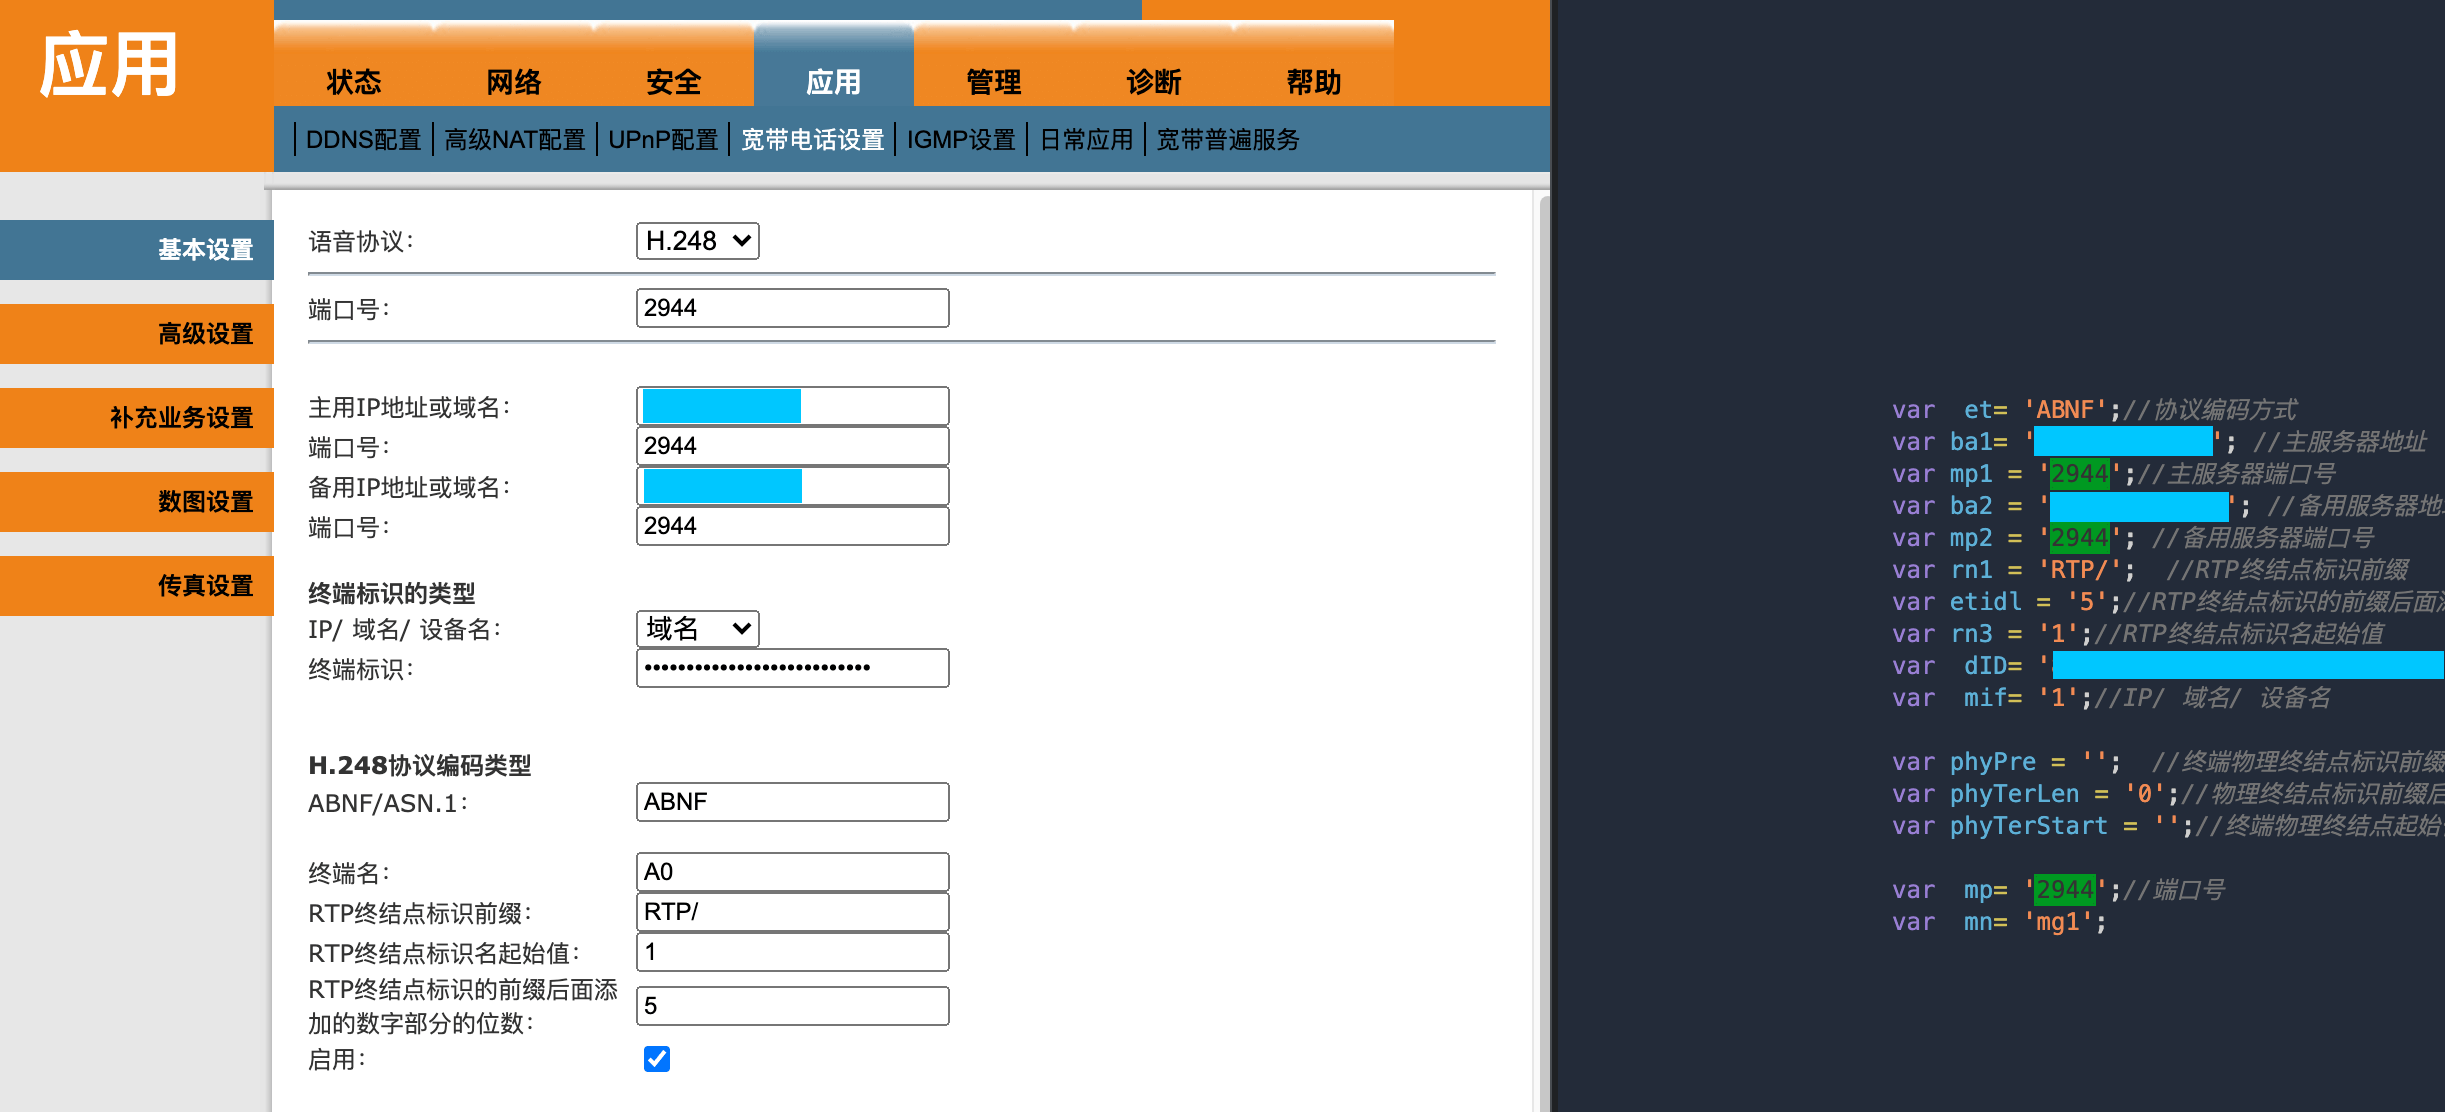 应用
状态 网络 安全 应用 管理 诊断 帮助
DDNS配置 高级NAT配置 UPnP配置 宽带电话设置 IGMP设置 日常应用 宽带普遍服务
基本设置
高级设置
补充业务设置
数图设置
传真设置
语音协议: H.248
端口号: 2944
主用IP地址或域名:
端口号: 2944
备用IP地址或域名:
端口号: 2944
终端标识的类型
IP/ 域名/ 设备名: 域名
终端标识: •••••••••••••••••••••••••••
H.248协议编码类型
ABNF/ASN.1: ABNF
终端名: A0
RTP终结点标识前缀: RTP/
RTP终结点标识名起始值: 1
RTP终结点标识的前缀后面添
加的数字部分的位数: 5
启用:
var  et= 'ABNF';//协议编码方式
var ba1= ' '; //主服务器地址
var mp1 = '2944';//主服务器端口号
var ba2 = ' '; //备用服务器地
var mp2 = '2944'; //备用服务器端口号
var rn1 = 'RTP/';  //RTP终结点标识前缀
var etidl = '5';//RTP终结点标识的前缀后面添
var rn3 = '1';//RTP终结点标识名起始值
var  dID= '
var  mif= '1';//IP/ 域名/ 设备名
var phyPre = '';  //终端物理终结点标识前缀
var phyTerLen = '0';//物理终结点标识前缀后
var phyTerStart = '';//终端物理终结点起始
var  mp= '2944';//端口号
var  mn= 'mg1';